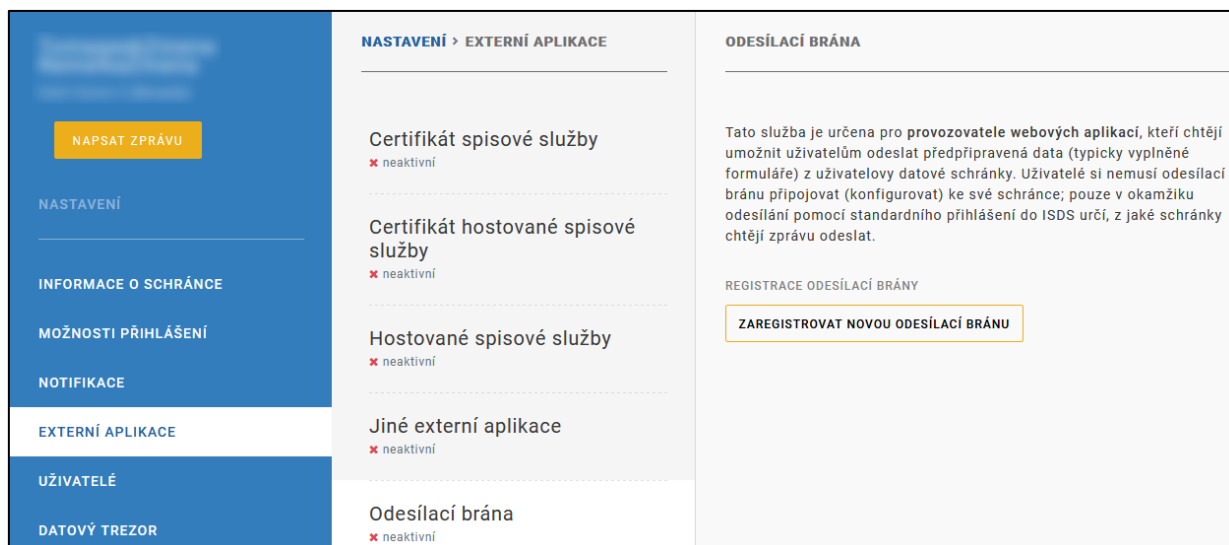 NAPSAT ZPRÁVU
NASTAVENÍ
INFORMACE O SCHRÁNCE
MOŽNOSTI PŘIHLÁŠENÍ
NOTIFIKACE
EXTERNÍ APLIKACE
UŽIVATELÉ
DATOVÝ TREZOR
NASTAVENÍ > EXTERNÍ APLIKACE
Certifikát spisové služby
✖ neaktivní
Certifikát hostované spisové
služby
✖ neaktivní
Hostované spisové služby
✖ neaktivní
Jiné externí aplikace
✖ neaktivní
Odesílací brána
✖ neaktivní
ODESÍLACÍ BRÁNA
Tato služba je určena pro provozovatele webových aplikací, kteří chtějí
umožnit uživatelům odeslat předpřipravená data (typicky vyplněné
formuláře) z uživatelovy datové schránky. Uživatelé si nemusí odesílací
bránu připojovat (konfigurovat) ke své schránce; pouze v okamžiku
odesílání pomocí standardního přihlášení do ISDS určí, z jaké schránky
chtějí zprávu odeslat.
REGISTRACE ODESÍLACÍ BRÁNY
ZAREGISTROVAT NOVOU ODESÍLACÍ BRÁNU